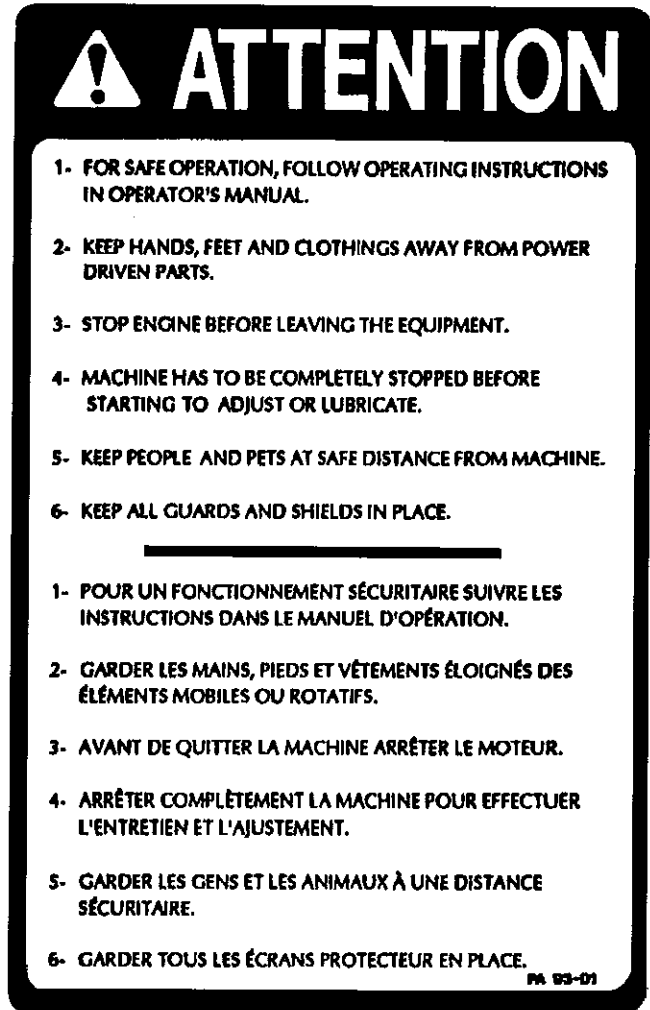 ATTENTION
1- FOR SAFE OPERATION, FOLLOW OPERATING INSTRUCTIONS
IN OPERATOR'S MANUAL.
2- KEEP HANDS, FEET AND CLOTHINGS AWAY FROM POWER
DRIVEN PARTS.
3- STOP ENGINE BEFORE LEAVING THE EQUIPMENT.
4- MACHINE HAS TO BE COMPLETELY STOPPED BEFORE
STARTING TO ADJUST OR LUBRICATE.
5- KEEP PEOPLE AND PETS AT SAFE DISTANCE FROM MACHINE.
6- KEEP ALL GUARDS AND SHIELDS IN PLACE.
1- POUR UN FONCTIONNEMENT SÉCURITAIRE SUIVRE LES
INSTRUCTIONS DANS LE MANUEL D'OPÉRATION.
2- GARDER LES MAINS, PIEDS ET VÊTEMENTS ÉLOIGNÉS DES
ÉLÉMENTS MOBILES OU ROTATIFS.
3- AVANT DE QUITTER LA MACHINE ARRÊTER LE MOTEUR.
4- ARRÊTER COMPLÈTEMENT LA MACHINE POUR EFFECTUER
L'ENTRETIEN ET L'AJUSTEMENT.
5- GARDER LES GENS ET LES ANIMAUX À UNE DISTANCE
SÉCURITAIRE.
6- GARDER TOUS LES ÉCRANS PROTECTEUR EN PLACE.
PA 93-01